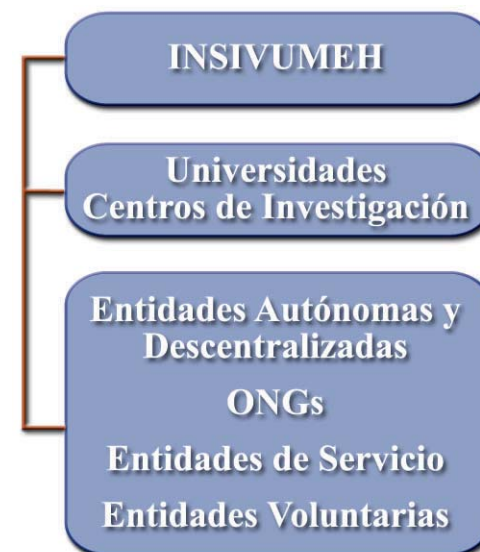 INSIVUMEH
Universidades
Centros de Investigación
Entidades Autónomas y
Descentralizadas
ONGs
Entidades de Servicio
Entidades Voluntarias